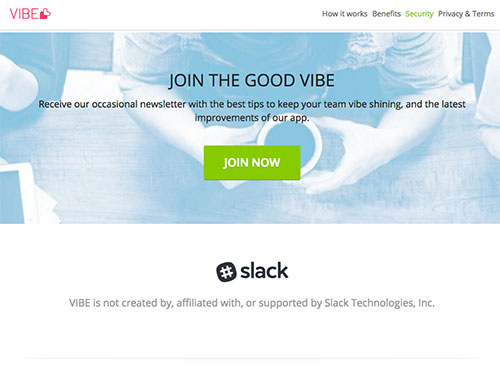 VIBE
How it works Benefits Security Privacy & Terms
JOIN THE GOOD VIBE
Receive our occasional newsletter with the best tips to keep your team vibe shining, and the latest
improvements of our app.
JOIN NOW
slack
VIBE is not created by, affiliated with, or supported by Slack Technologies, Inc.